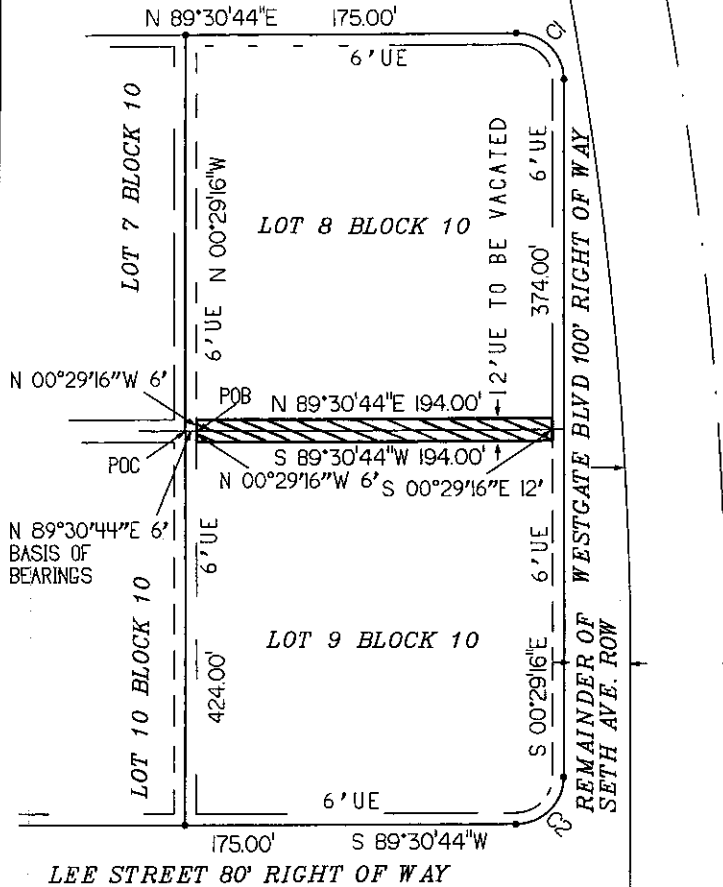 N 89°30'44"E 175.00'
C1
6'UE
LOT 7 BLOCK 10
N 00°29'16"W
6'UE
LOT 8 BLOCK 10
12'UE TO BE VACATED
6'UE
374.00'
WESTGATE BLVD 100' RIGHT OF WAY
N 00°29'16"W 6'
POB
N 89°30'44"E 194.00'
POC
S 89°30'44"W 194.00'
N 00°29'16"W 6'
S 00°29'16"E 12'
N 89°30'44"E 6'
BASIS OF
BEARINGS
6'UE
6'UE
LOT 10 BLOCK 10
424.00'
LOT 9 BLOCK 10
S 00°29'16"E
REMAINDER OF
SETH AVE. ROW
6'UE
C2
175.00' S 89°30'44"W
LEE STREET 80' RIGHT OF WAY